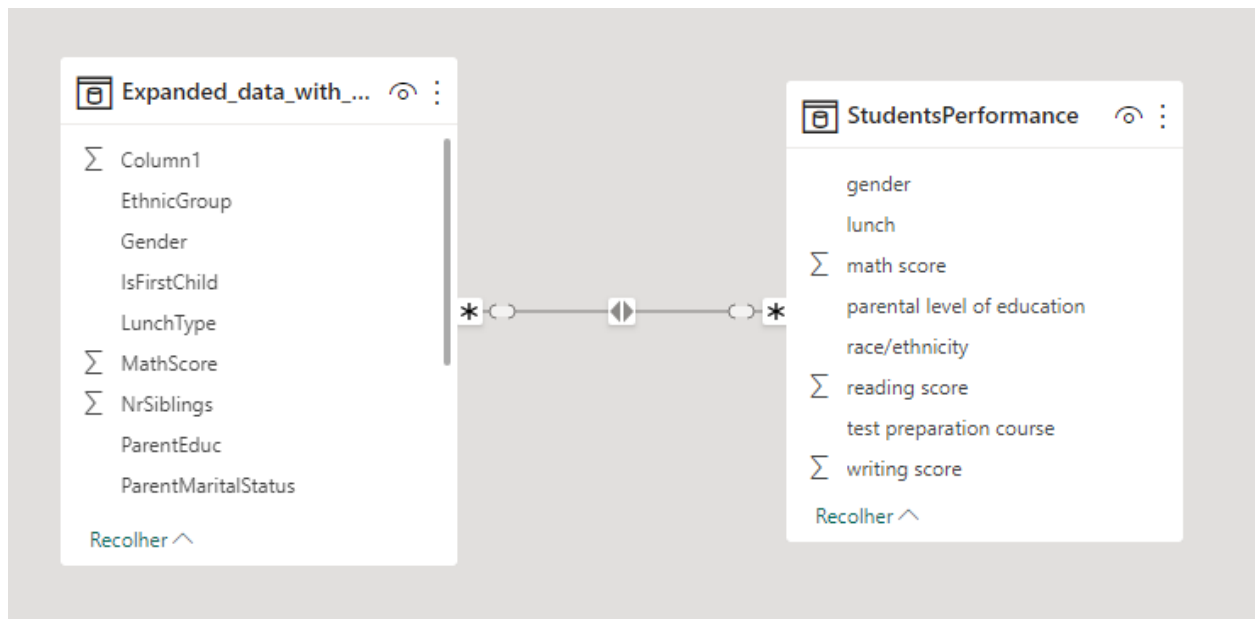 Expanded_data_with_...
Column1
EthnicGroup
Gender
IsFirstChild
LunchType
MathScore
NrSiblings
ParentEduc
ParentMaritalStatus
Recolher
StudentsPerformance
gender
lunch
math score
parental level of education
race/ethnicity
reading score
test preparation course
writing score
Recolher